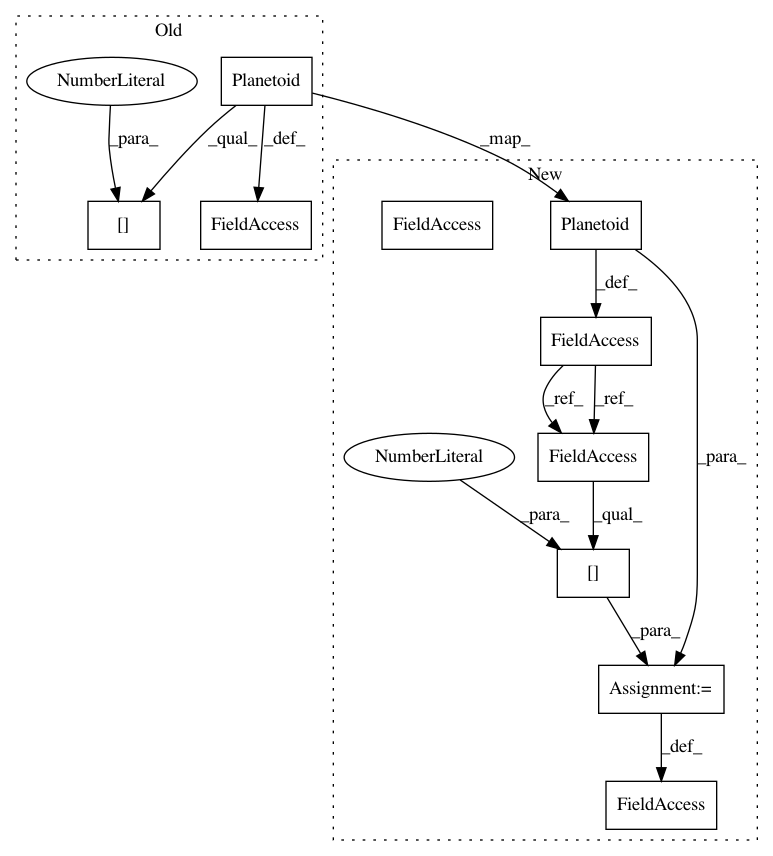 Old
NumberLiteral
Planetoid
_para_
_qual_
_def_
_map_
[]
FieldAccess
New
FieldAccess
Planetoid
_def_
FieldAccess
_ref_
_ref_
NumberLiteral
FieldAccess
_para_
_para_
_qual_
[]
_para_
Assignment:=
_def_
FieldAccess